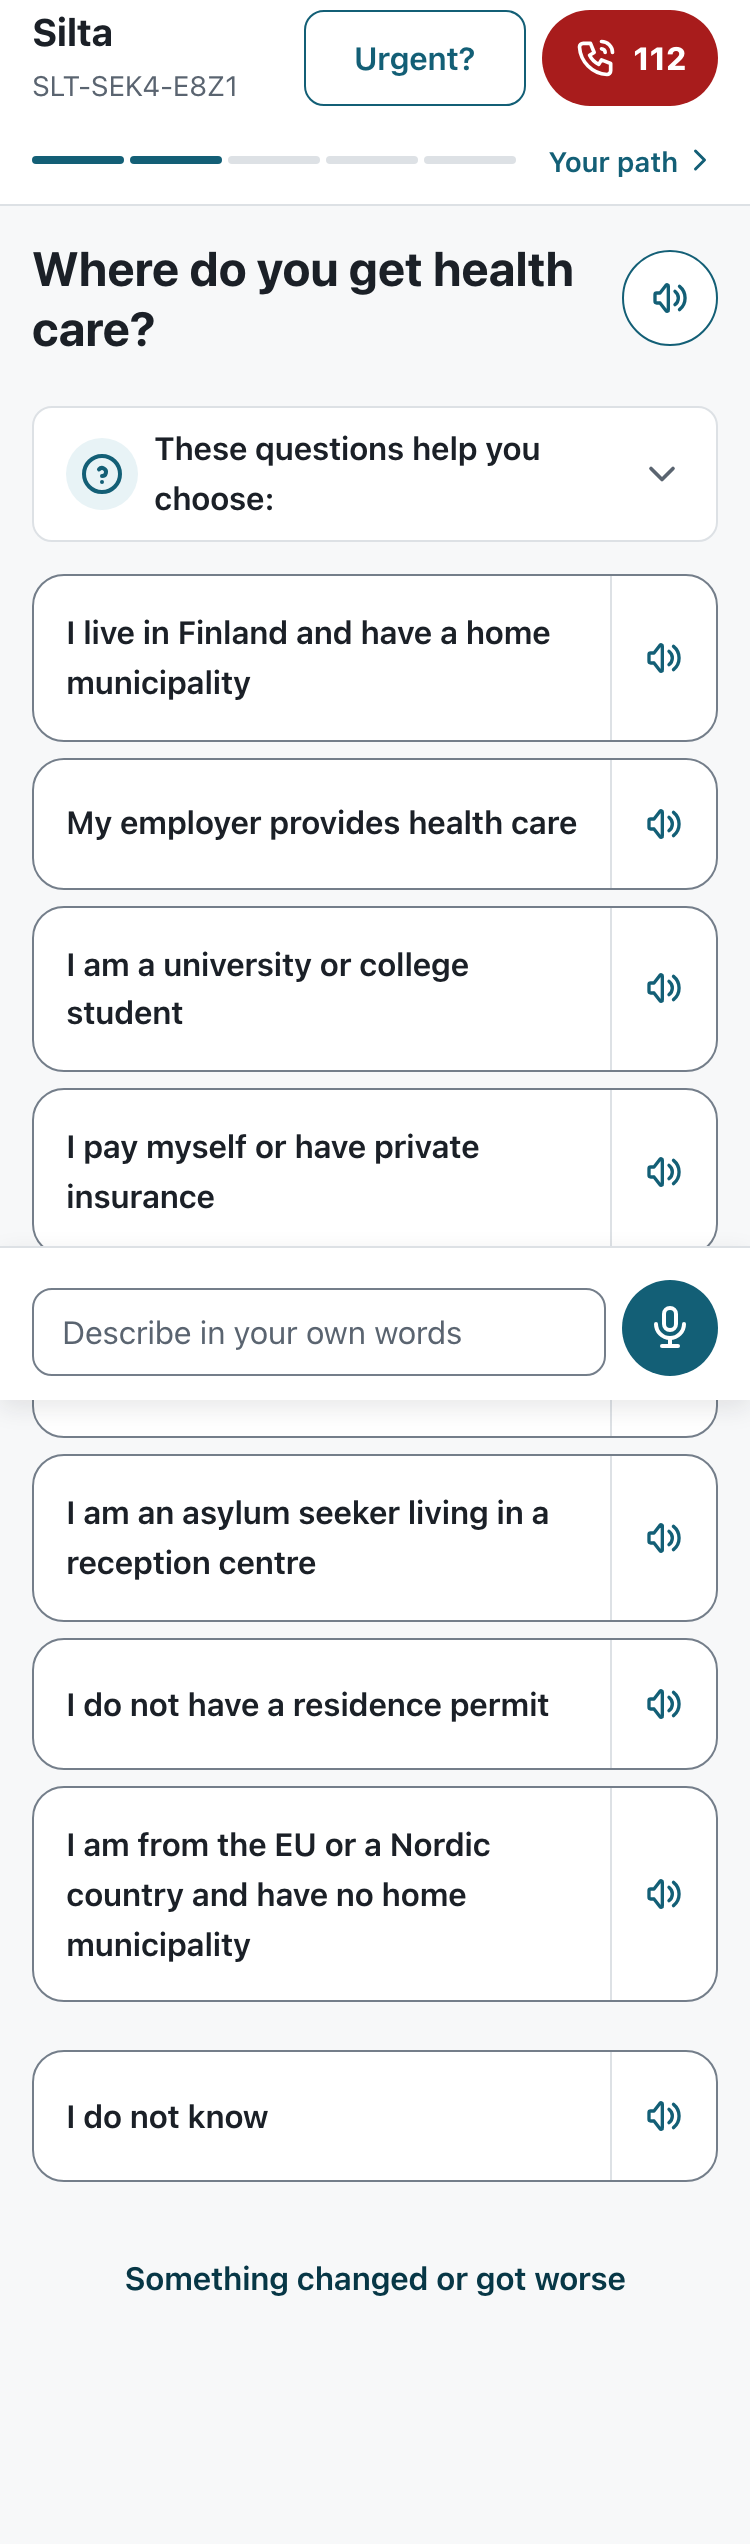 Silta
SLT-SEK4-E8Z1
Urgent?
112
Your path
Where do you get health
care?
These questions help you
choose:
I live in Finland and have a home
municipality
My employer provides health care
I am a university or college
student
I pay myself or have private
insurance
Describe in your own words
I am an asylum seeker living in a
reception centre
I do not have a residence permit
I am from the EU or a Nordic
country and have no home
municipality
I do not know
Something changed or got worse